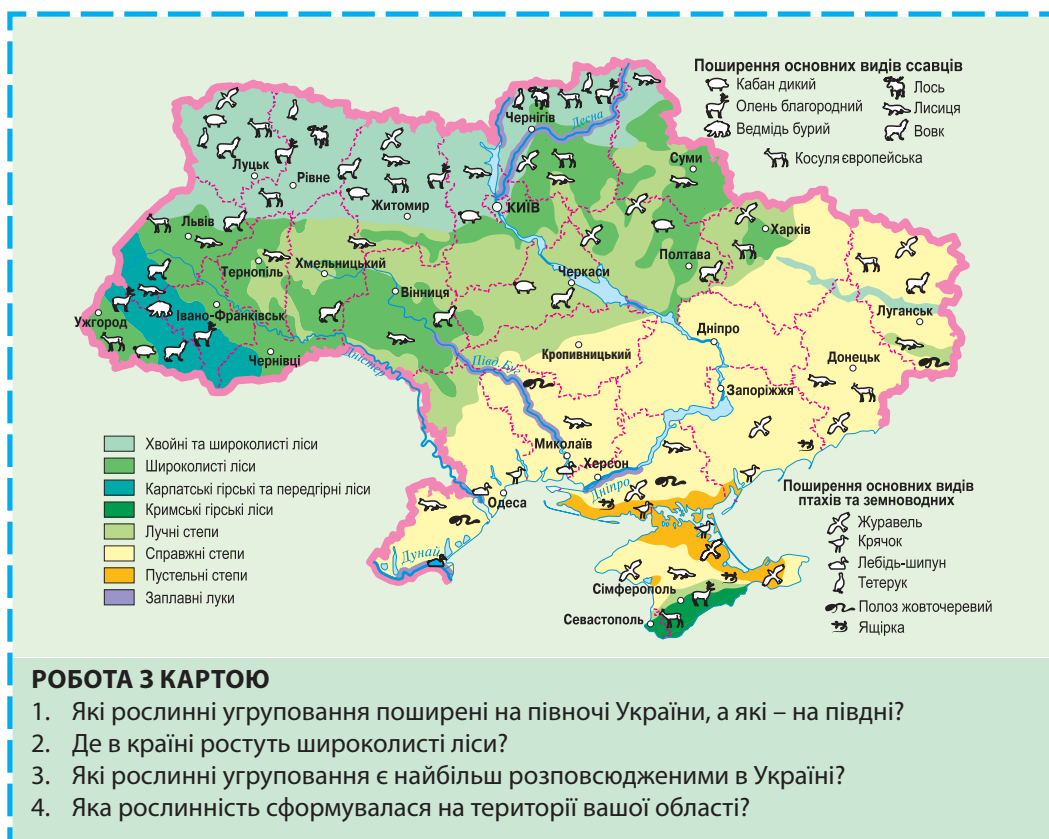 Поширення основних видів ссавців
Кабан дикий
Олень благородний
Ведмідь бурий
Лось
Лисиця
Вовк
Косуля європейська
Чернігів
Десна
Луцьк
Рівне
Житомир
КИЇВ
Суми
Львів
Тернопіль
Хмельницький
Вінниця
Черкаси
Полтава
Харків
Ужгород
Івано-Франківськ
Чернівці
Дністер
Півд. Буг
Кропивницький
Дніпро
Луганськ
Донецьк
Запоріжжя
Миколаїв
Херсон
Дніпро
Одеса
Дунай
Сімферополь
Севастополь
Хвойні та широколисті ліси
Широколисті ліси
Карпатські гірські та передгірні ліси
Кримські гірські ліси
Лучні степи
Справжні степи
Пустельні степи
Заплавні луки
Поширення основних видів
птахів та земноводних
Журавель
Крячок
Лебідь-шипун
Тетерук
Полоз жовточеревий
Ящірка
РОБОТА З КАРТОЮ
1. Які рослинні угруповання поширені на півночі України, а які – на півдні?
2. Де в країні ростуть широколисті ліси?
3. Які рослинні угруповання є найбільш розповсюдженими в Україні?
4. Яка рослинність сформувалася на території вашої області?